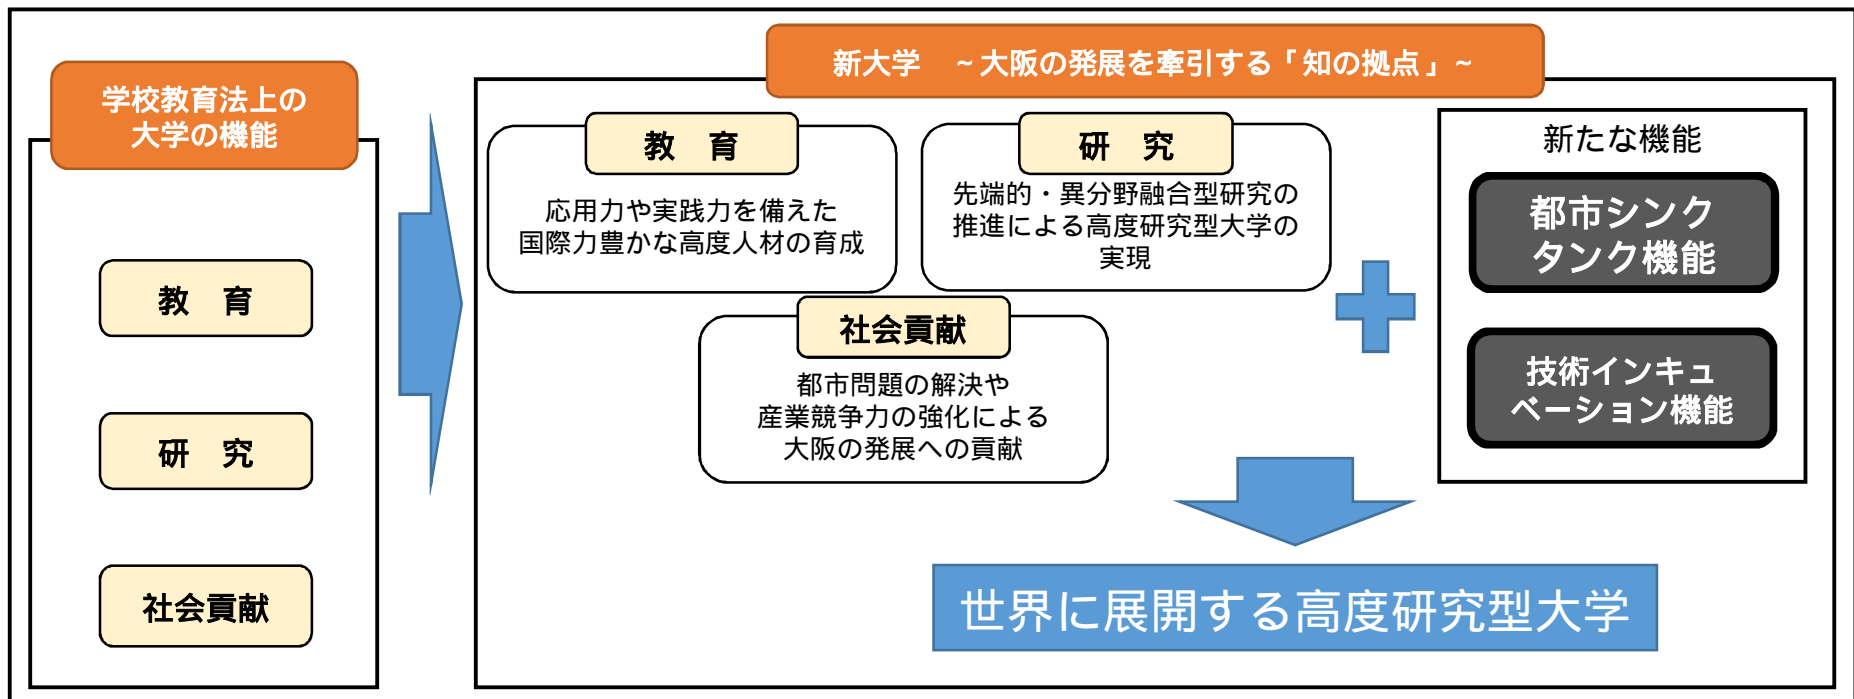 学校教育法上の
大学の機能
教　育
研　究
社会貢献
新大学　~大阪の発展を牽引する「知の拠点」~
教　育
応用力や実践力を備えた
国際力豊かな高度人材の育成
研　究
先端的・異分野融合型研究の
推進による高度研究型大学の
実現
社会貢献
都市問題の解決や
産業競争力の強化による
大阪の発展への貢献
新たな機能
都市シンク
タンク機能
技術インキュ
ベーション機能
世界に展開する高度研究型大学